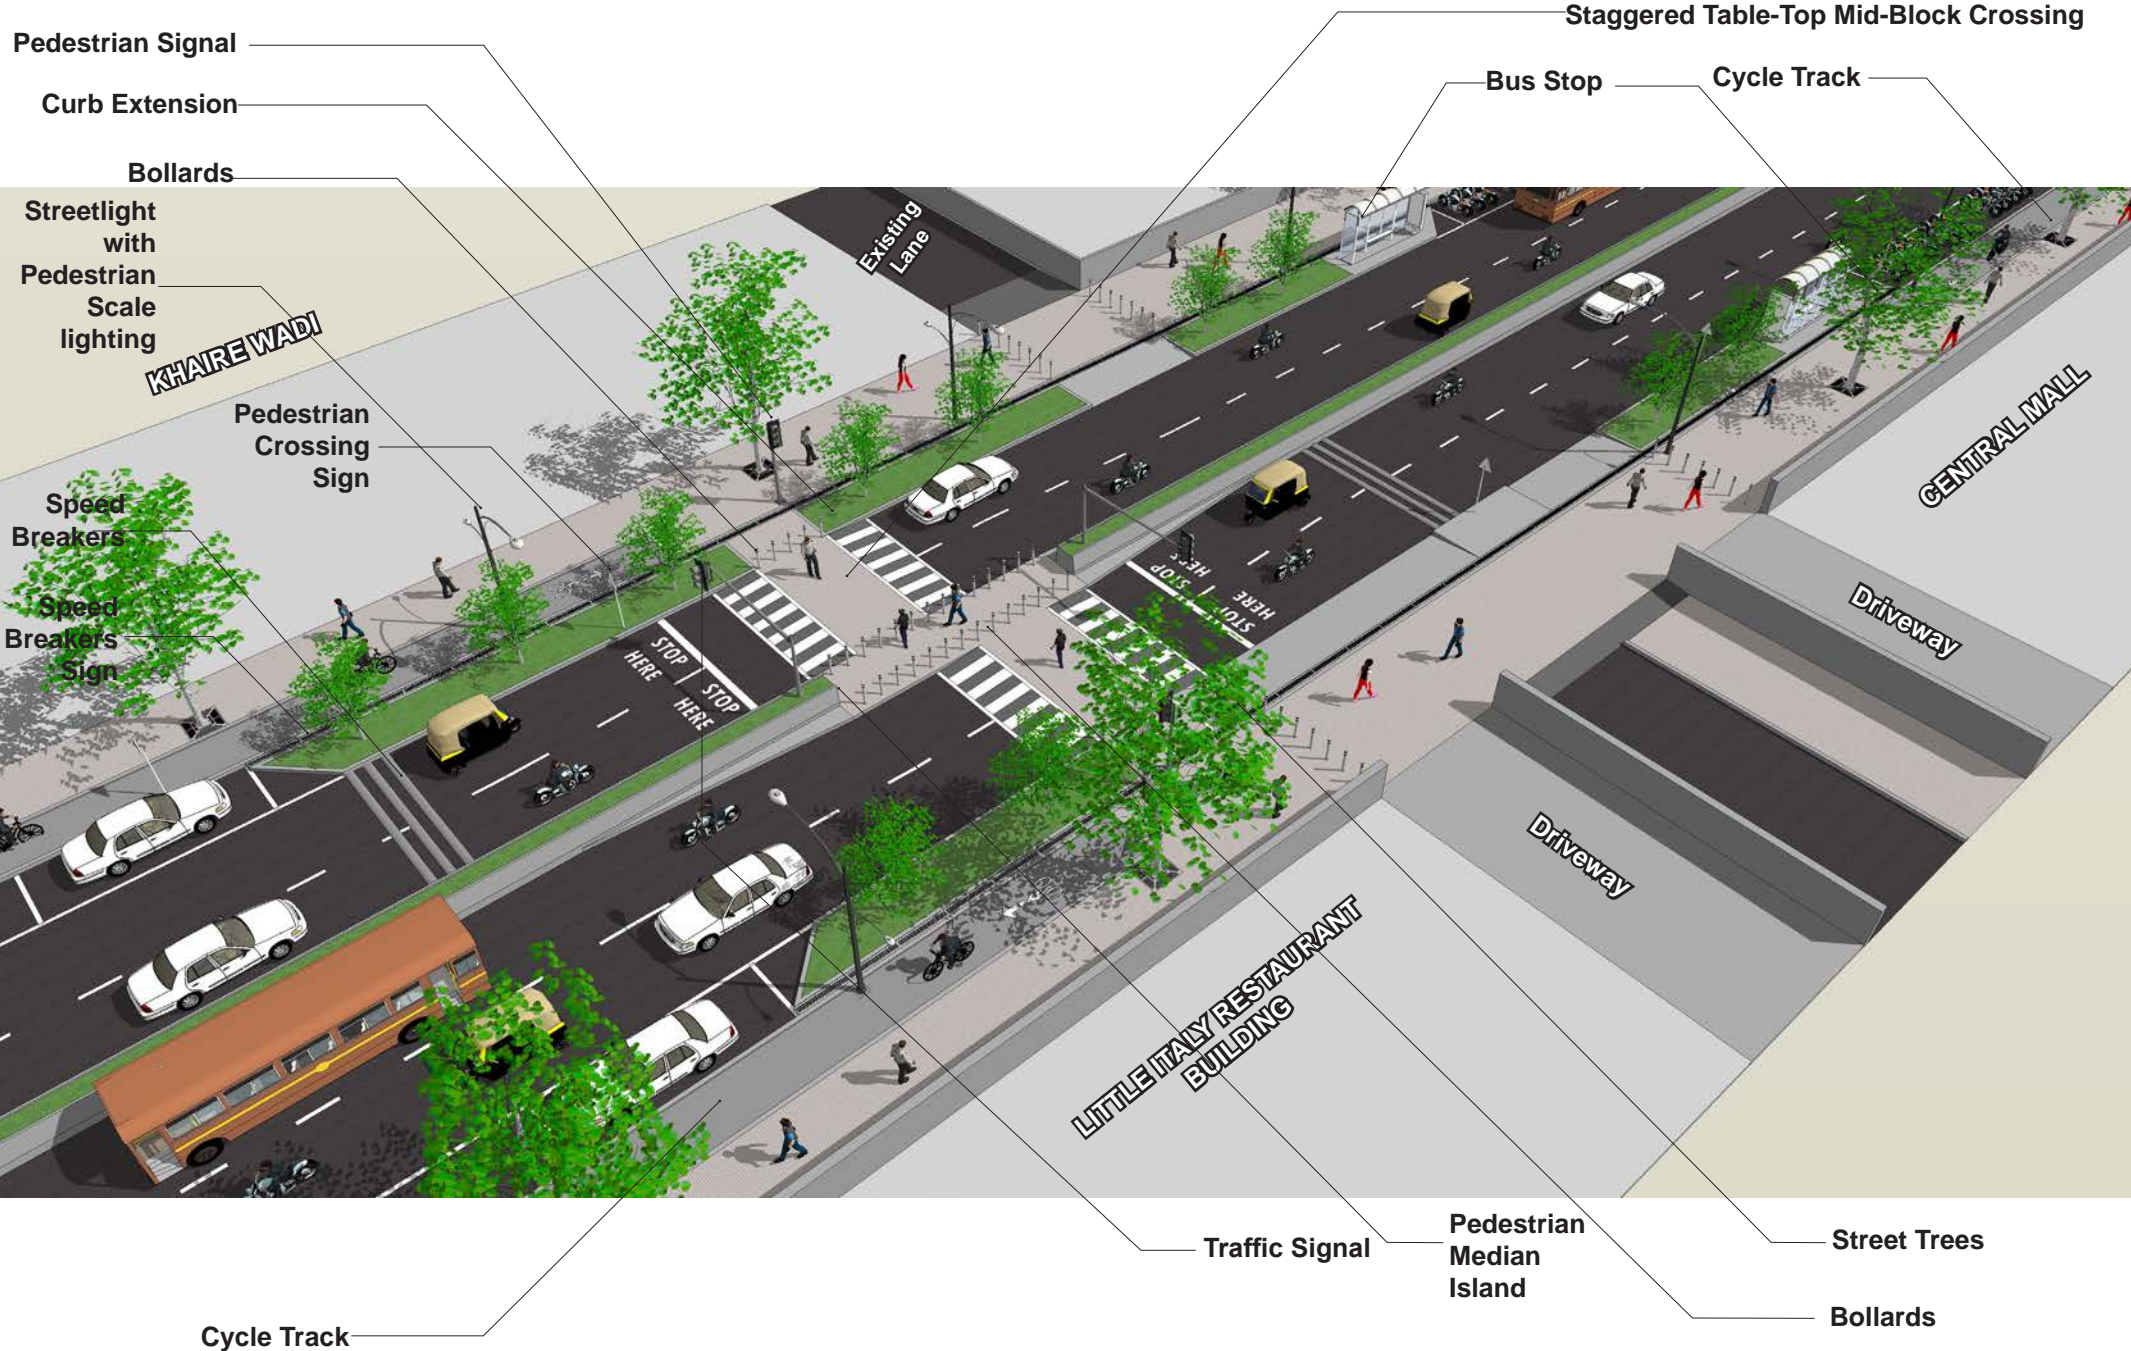 Staggered Table-Top Mid-Block Crossing
Pedestrian Signal
Bus Stop
Cycle Track
Curb Extension
Bollards
Streetlight
with
Pedestrian
Scale
lighting
Existing
Lane
KHAIRE WADI
Pedestrian
Crossing
Sign
CENTRAL MALL
Speed
Breakers
Speed
Breakers
Sign
STOP
HERE
STOP
HERE
STOP
HERE
STOP
HERE
Driveway
Driveway
LITTLE ITALY RESTAURANT
BUILDING
Traffic Signal
Pedestrian
Median
Island
Street Trees
Bollards
Cycle Track